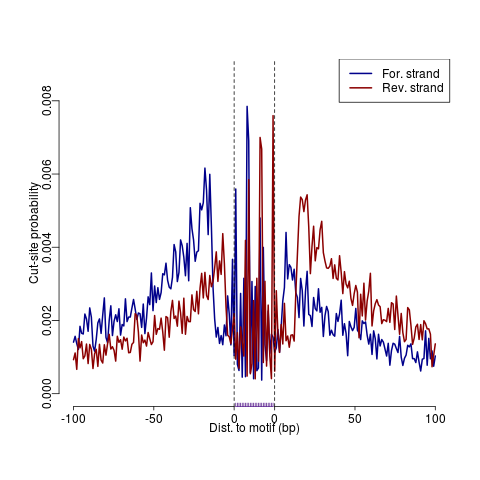 For. strand
Rev. strand
Cut-site probability
0.008
0.006
0.004
0.002
0.000
-100 -50 0 0 50 100
Dist. to motif (bp)